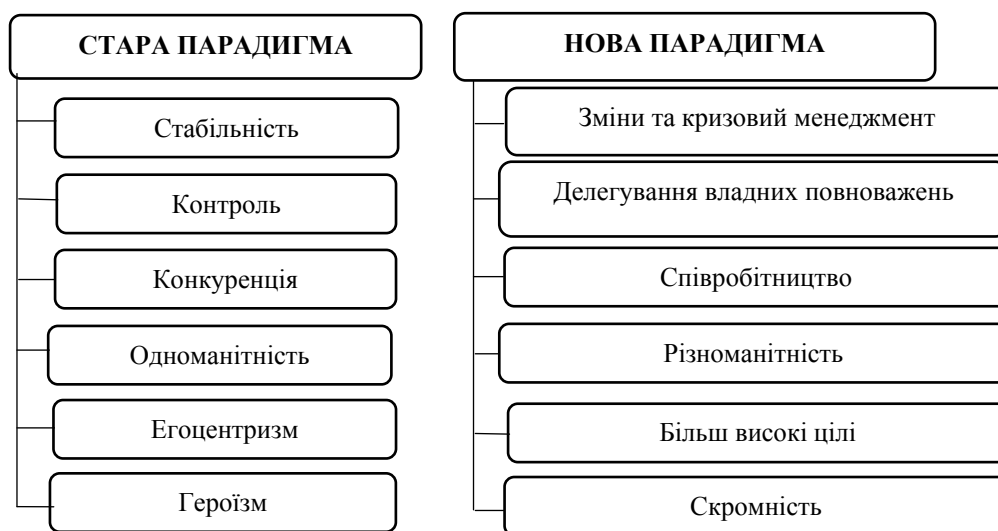 СТАРА ПАРАДИГМА
Стабільність
Контроль
Конкуренція
Одноманітність
Егоцентризм
Героїзм
НОВА ПАРАДИГМА
Зміни та кризовий менеджмент
Делегування владних повноважень
Співробітництво
Різноманітність
Більш високі цілі
Скромність